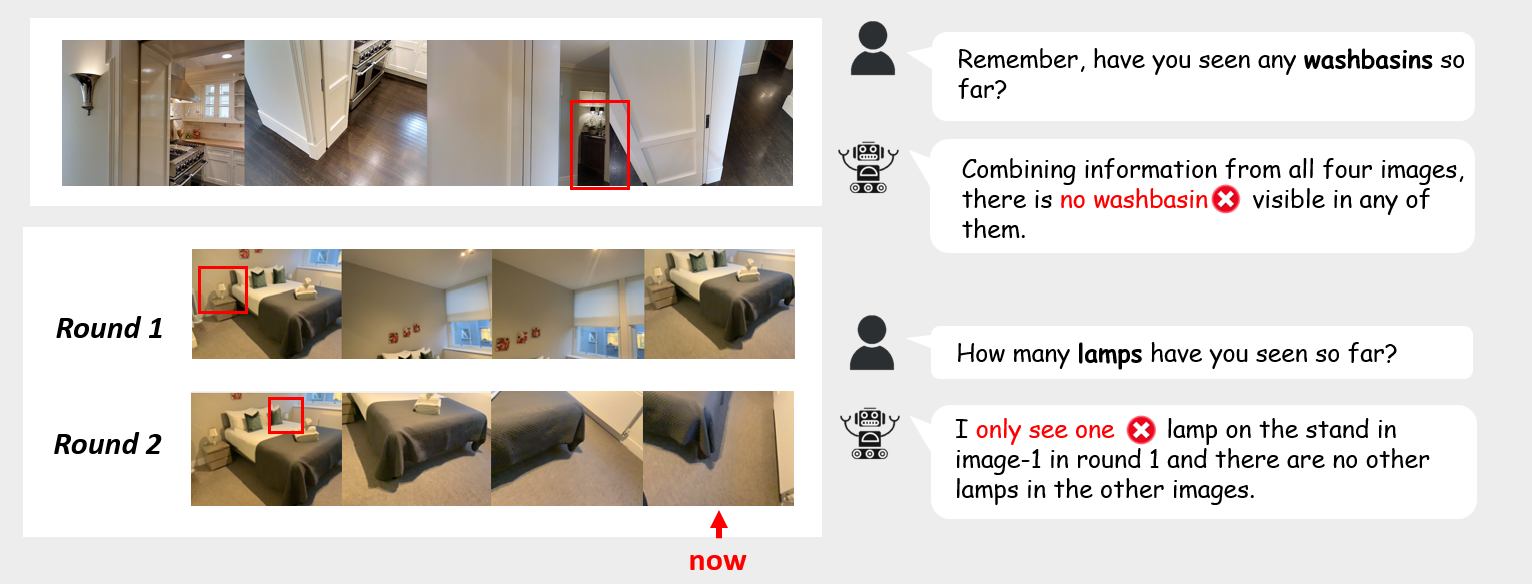 Remember, have you seen any washbasins so
far?
Combining information from all four images,
there is no washbasin visible in any of
them.
Round 1
How many lamps have you seen so far?
Round 2
I only see one lamp on the stand in
image-1 in round 1 and there are no other
lamps in the other images.
now